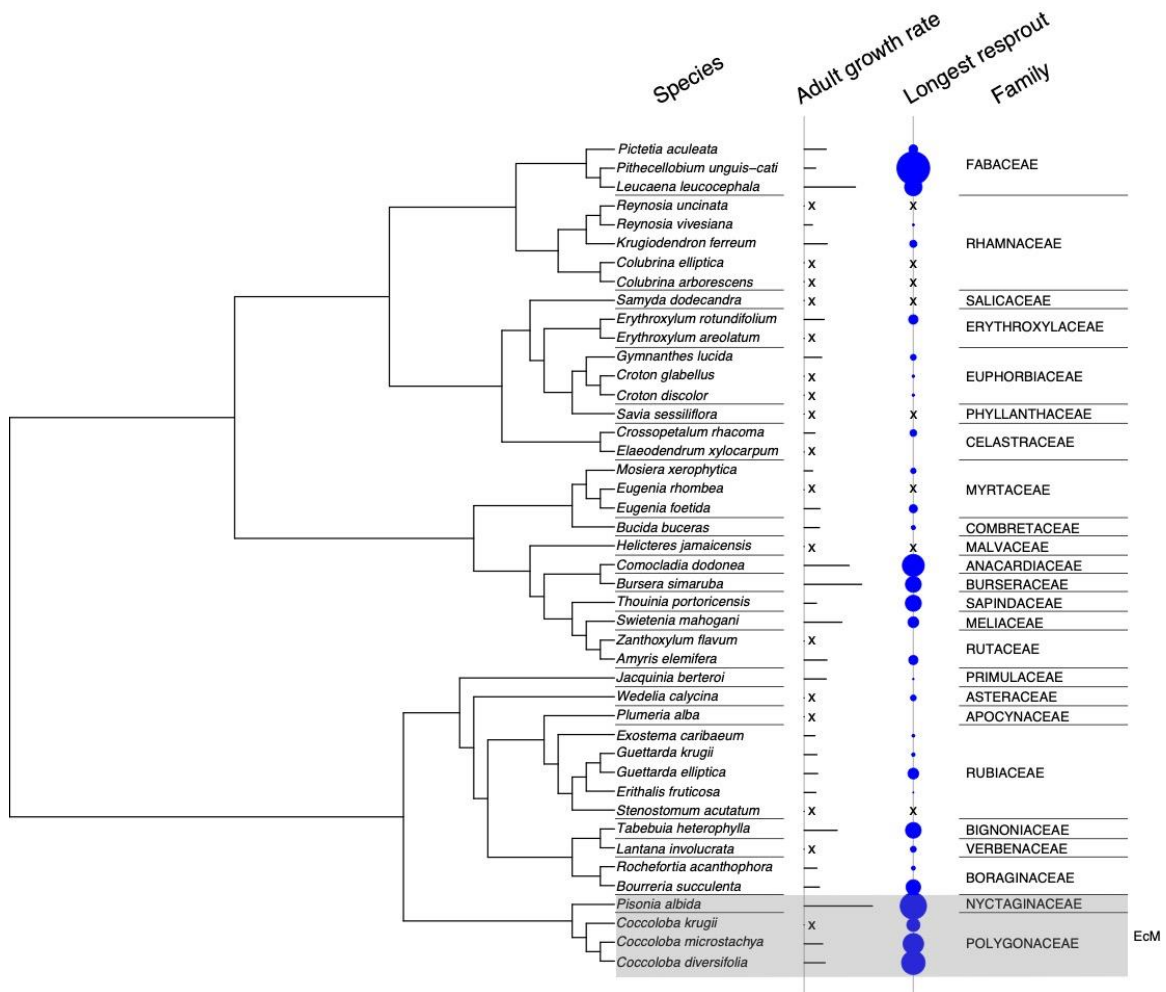 Species Adult growth rate Longest resprout Family
Pictetia aculeata
Pithecellobium unguis−cati FABACEAE
Leucaena leucocephala
Reynosia uncinata x x
Reynosia vivesiana
Krugiodendron ferreum RHAMNACEAE
Colubrina elliptica x x
Colubrina arborescens x x
Samyda dodecandra x x SALICACEAE
Erythroxylum rotundifolium ERYTHROXYLACEAE
Erythroxylum areolatum x
Gymnanthes lucida
Croton glabellus x EUPHORBIACEAE
Croton discolor x
Savia sessiliflora x x PHYLLANTHACEAE
Crossopetalum rhacoma CELASTRACEAE
Elaeodendrum xylocarpum x
Mosiera xerophytica
Eugenia rhombea x x MYRTACEAE
Eugenia foetida
Bucida buceras COMBRETACEAE
Helicteres jamaicensis x x MALVACEAE
Comocladia dodonea ANACARDIACEAE
Bursera simaruba BURSERACEAE
Thouinia portoricensis SAPINDACEAE
Swietenia mahogani MELIACEAE
Zanthoxylum flavum x RUTACEAE
Amyris elemifera
Jacquinia berteroi PRIMULACEAE
Wedelia calycina x ASTERACEAE
Plumeria alba x APOCYNACEAE
Exostema caribaeum
Guettarda krugii
Guettarda elliptica RUBIACEAE
Erithalis fruticosa
Stenostomum acutatum x x
Tabebuia heterophylla BIGNONIACEAE
Lantana involucrata x VERBENACEAE
Rochefortia acanthophora BORAGINACEAE
Bourreria succulenta
Pisonia albida NYCTAGINACEAE
Coccoloba krugii x
Coccoloba microstachya POLYGONACEAE EcM
Coccoloba diversifolia